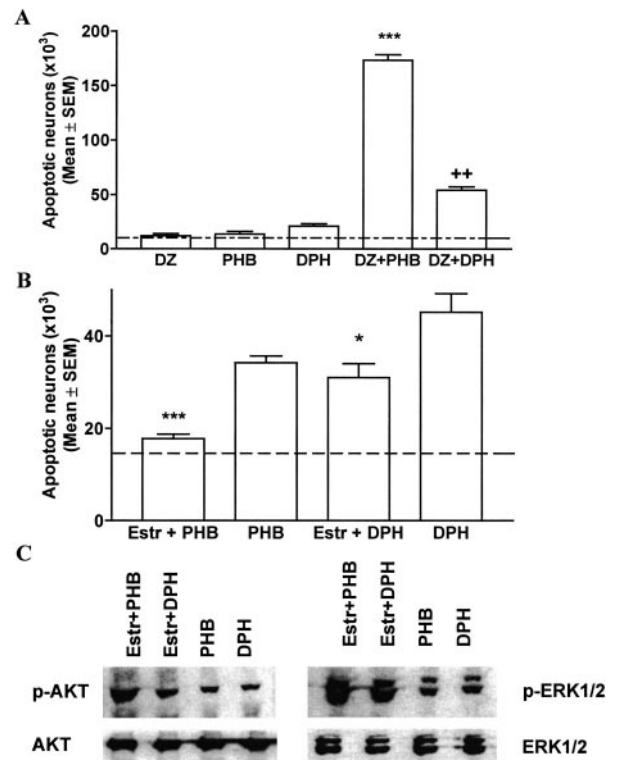 A
Apoptotic neurons (x10³)
(Mean ± SEM)
200
150
100
50
0
***
++
DZ
PHB
DPH
DZ+PHB
DZ+DPH
B
Apoptotic neurons (x10³)
(Mean ± SEM)
40
20
0
***
*
Estr + PHB
PHB
Estr + DPH
DPH
C
Estr+PHB
Estr+DPH
PHB
DPH
Estr+PHB
Estr+DPH
PHB
DPH
p-AKT
p-ERK1/2
AKT
ERK1/2